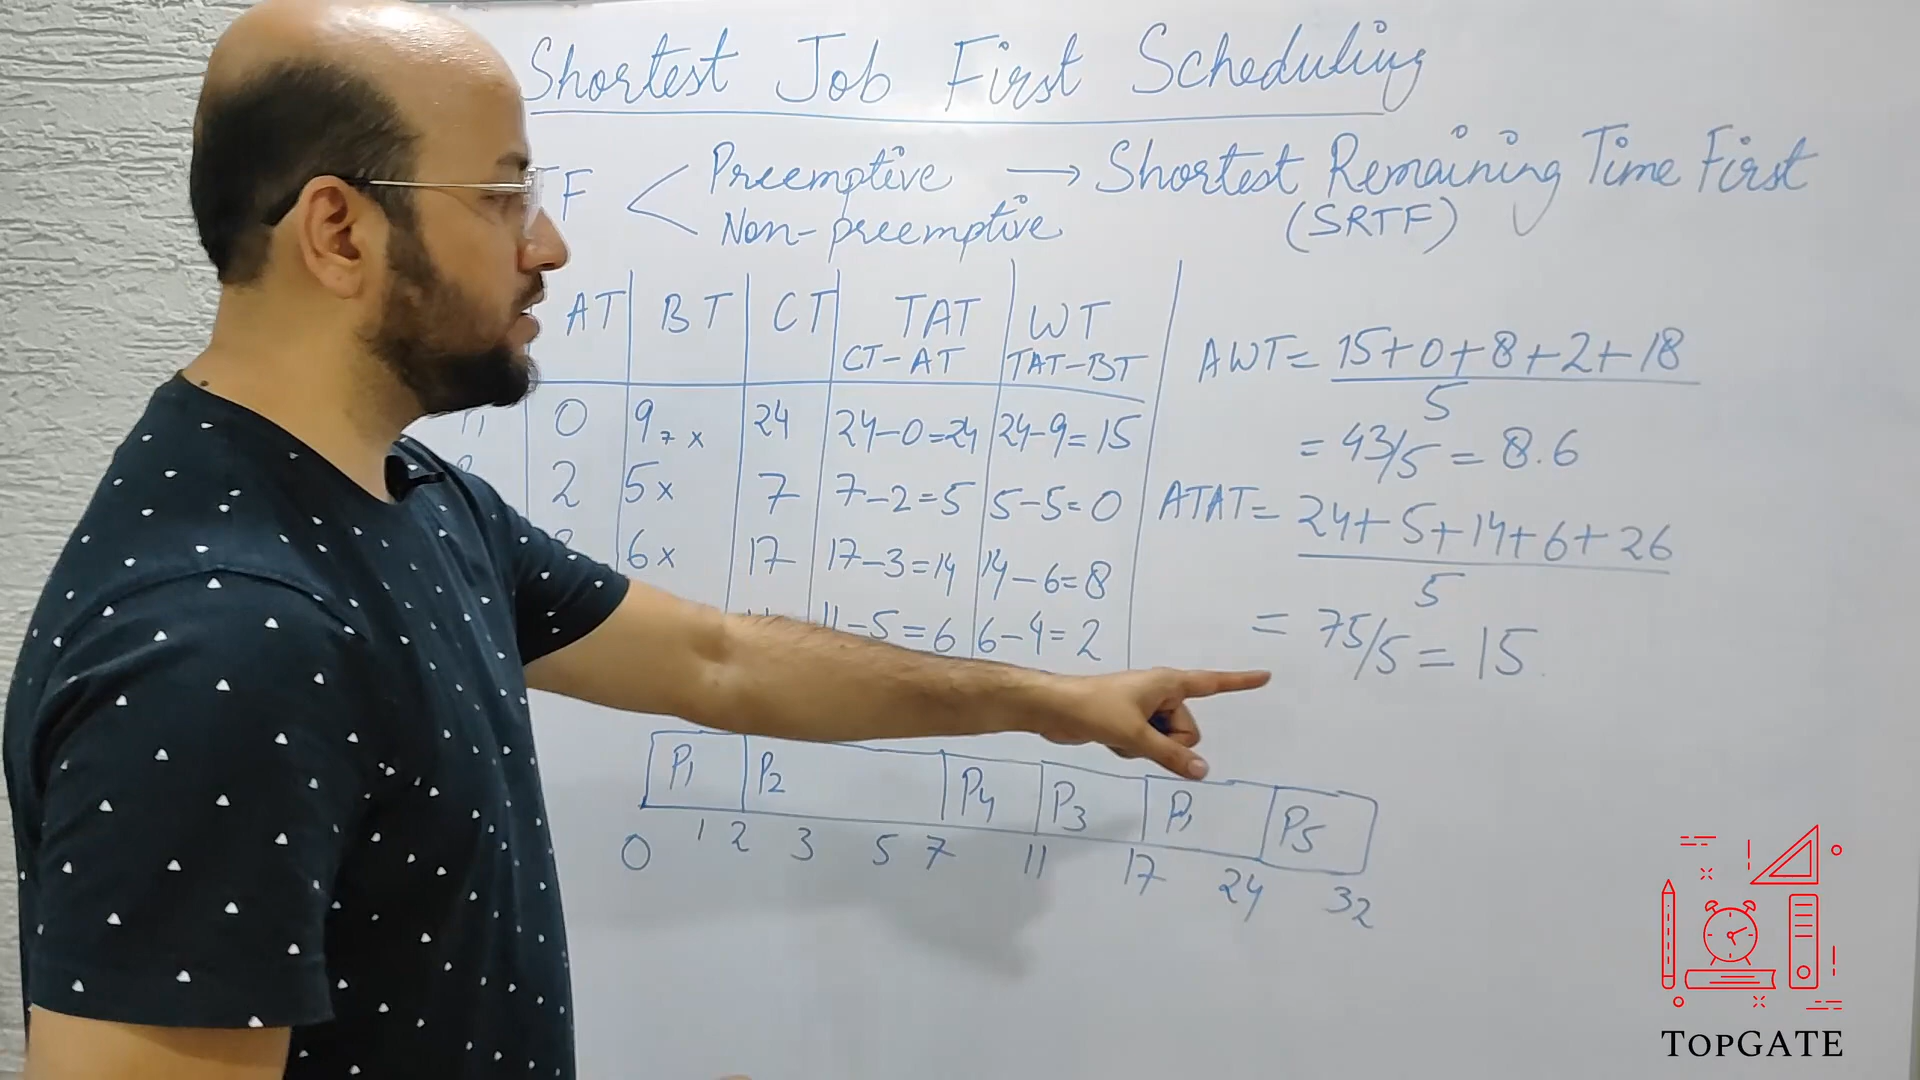 Shortest Job First Scheduling
TF < Preemptive → Shortest Remaining Time First
Non-preemptive (SRTF)
AT BT CT TAT WT
CT-AT TAT-BT
0 9 7 x 24 24-0=24 24-9=15
2 5x 7 7-2=5 5-5=0
6x 17 17-3=14 14-6=8
11-5=6 6-4=2
AWT= 15+0+8+2+18
5
= 43/5 = 8.6
ATAT= 24+5+14+6+26
5
= 75/5 = 15
P1 P2 P4 P3 P1 P5
0 1 2 3 5 7 11 17 24 32
TOPGATE